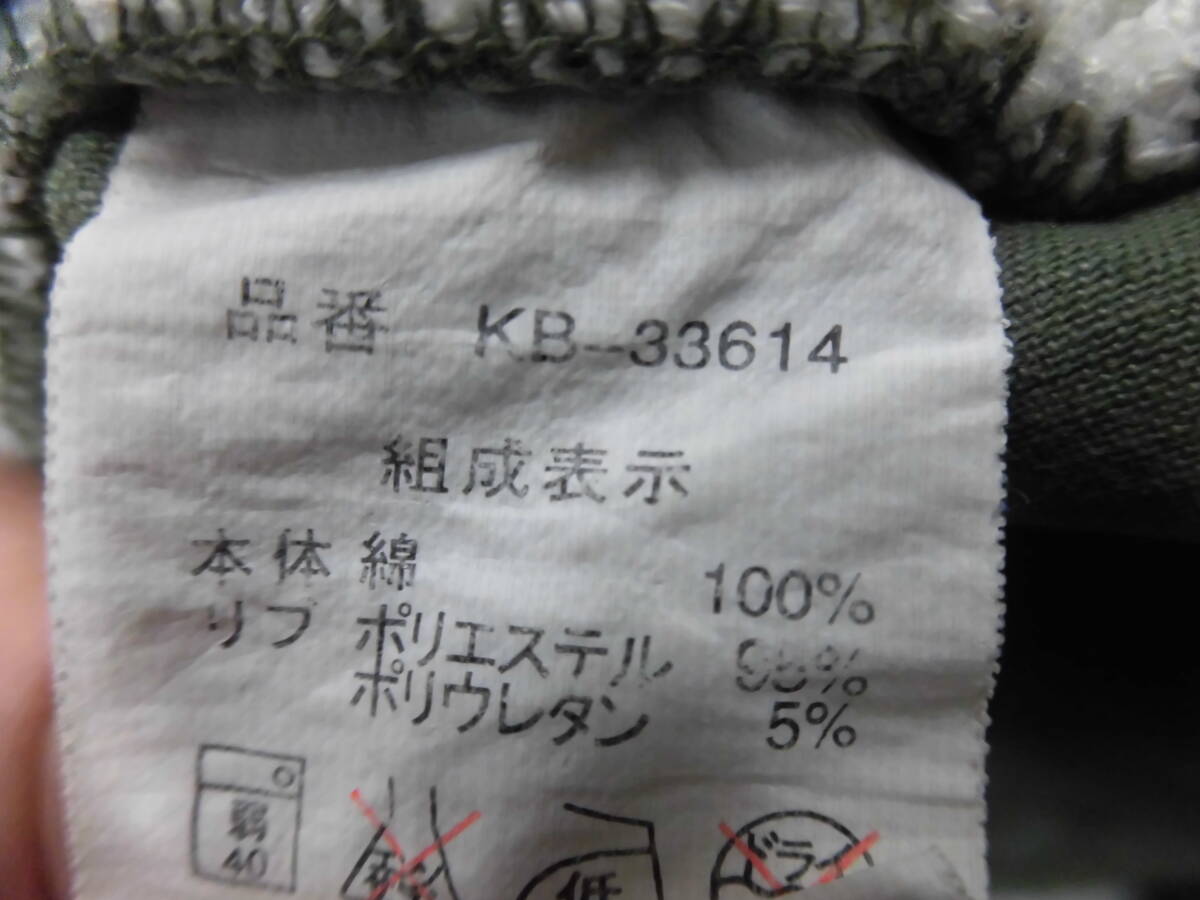 品番 KB-33614
組成表示
本体 綿 100%
リブ ポリエステル 95%
ポリウレタン 5%
弱
40
低
ドライ